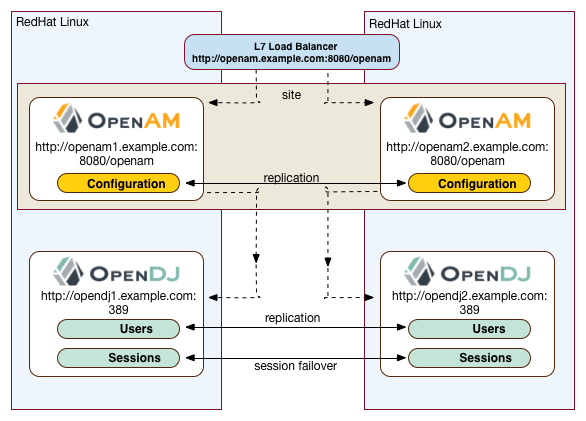 RedHat Linux
RedHat Linux
L7 Load Balancer
http://openam.example.com:8080/openam
site
OPENAM
http://openam1.example.com:
8080/openam
Configuration
OPENAM
http://openam2.example.com:
8080/openam
Configuration
replication
OPENDJ
http://opendj1.example.com:
389
Users
Sessions
OPENDJ
http://opendj2.example.com:
389
Users
Sessions
replication
session failover